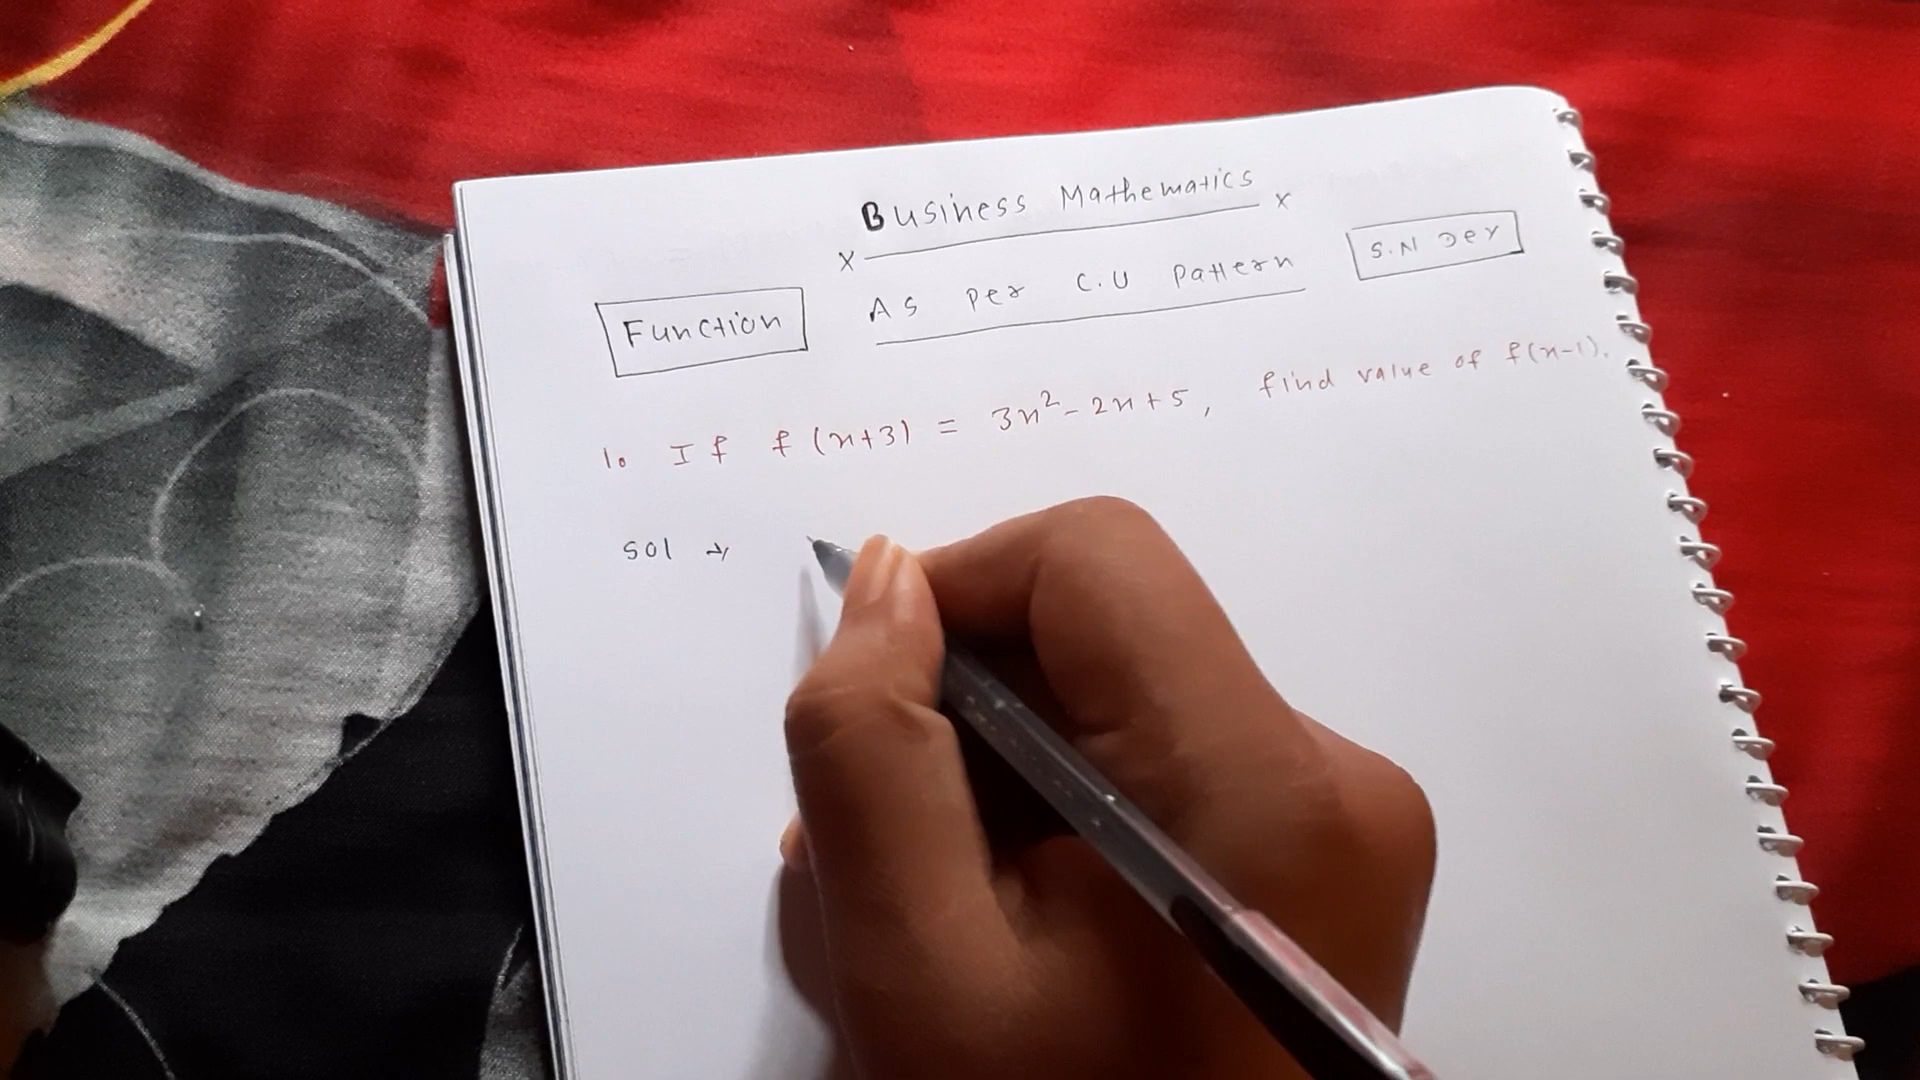 Business Mathematics
x x
As per C.U pattern
S.N Dey
Function
1. If f(x+3) = 3x² - 2x + 5, find value of f(x-1).
Sol →